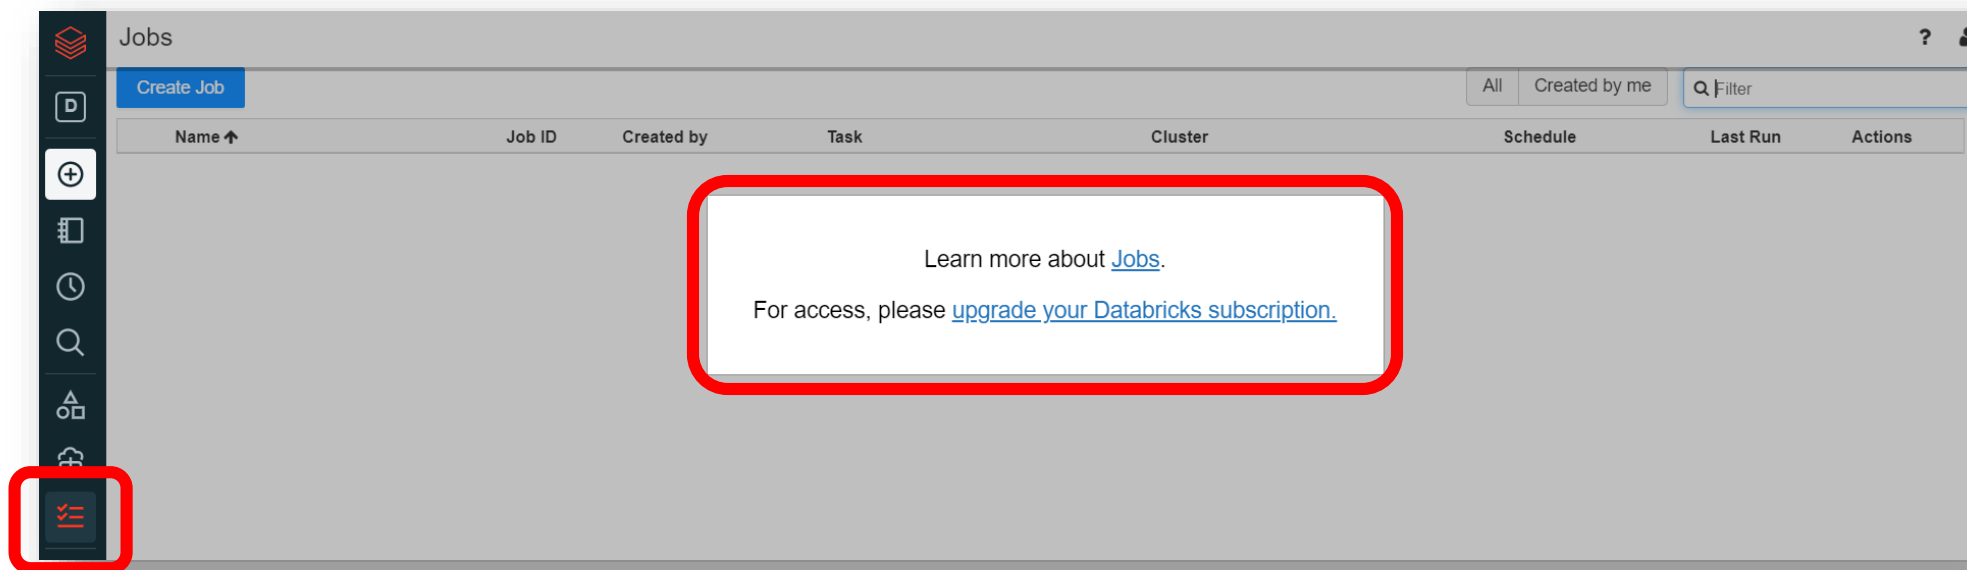 Jobs
?
Create Job
All Created by me Filter
D
Name Job ID Created by Task Cluster Schedule Last Run Actions
Learn more about Jobs.
For access, please upgrade your Databricks subscription.